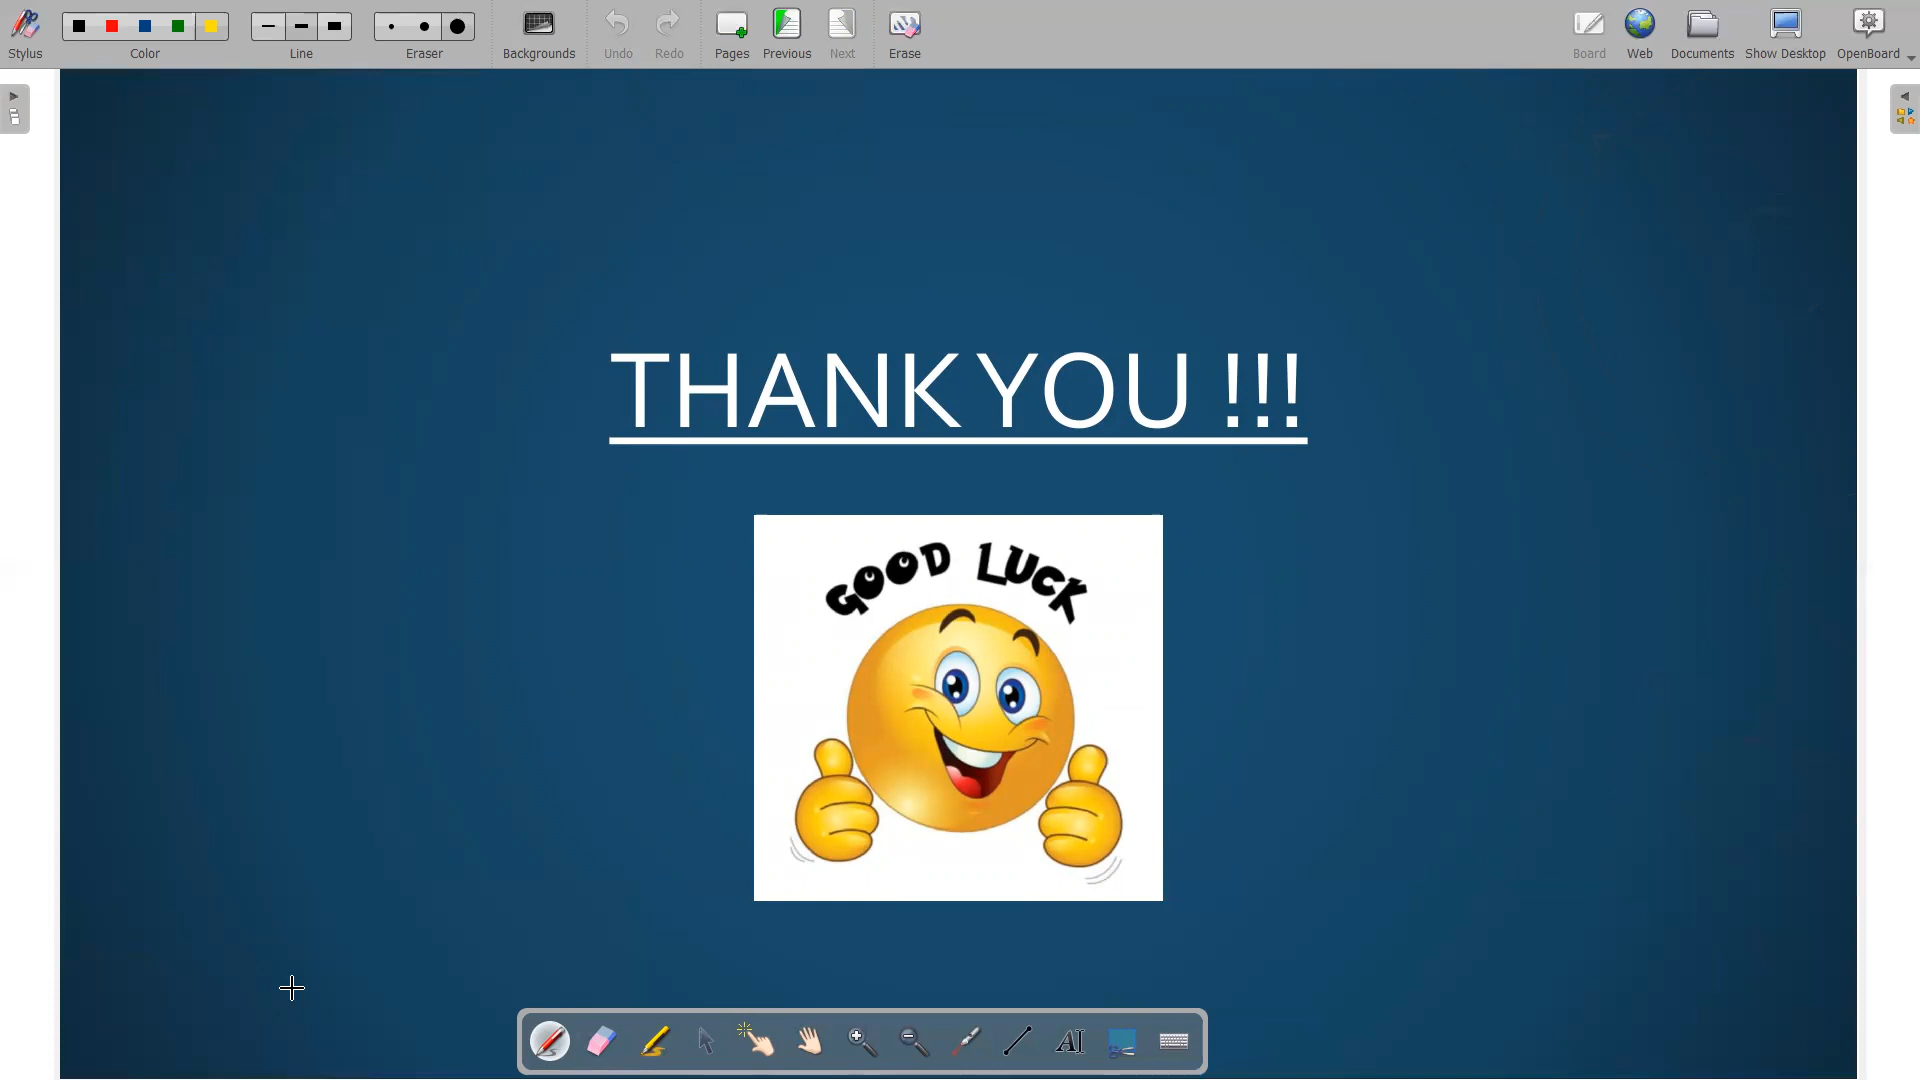 Stylus Color Line Eraser Backgrounds Undo Redo Pages Previous Next Erase Board Web Documents Show Desktop OpenBoard
THANK YOU !!!
GOOD LUCK